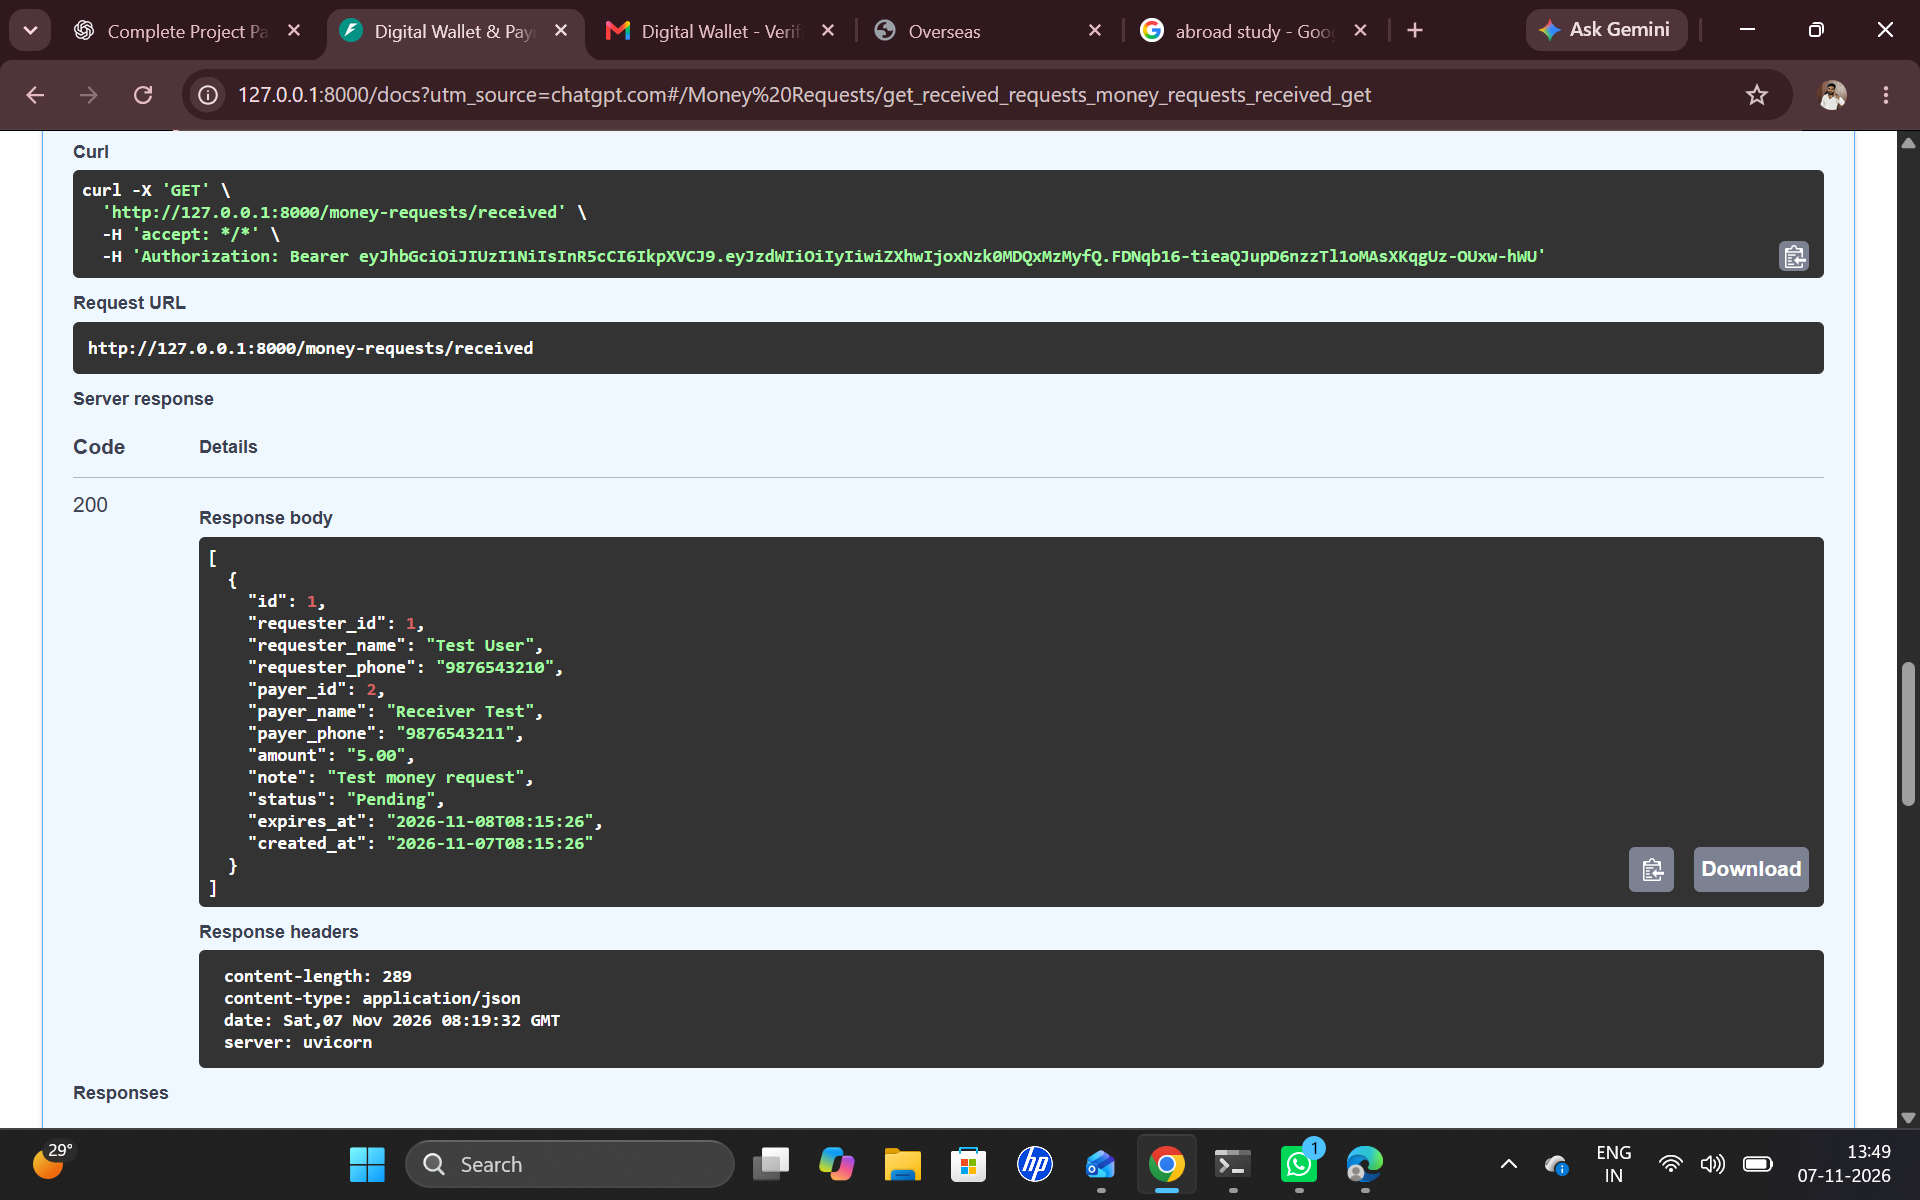 Complete Project Pa
Digital Wallet & Pay
Digital Wallet - Verif
Overseas
abroad study - Goo
Ask Gemini
127.0.0.1:8000/docs?utm_source=chatgpt.com#/Money%20Requests/get_received_requests_money_requests_received_get
Curl
curl -X 'GET' \
'http://127.0.0.1:8000/money-requests/received' \
-H 'accept: */*' \
-H 'Authorization: Bearer eyJhbGciOiJIUzI1NiIsInR5cCI6IkpXVCJ9.eyJzdWIiOiIyIiwiZXhwIjoxNzk0MDQxMzMyfQ.FDNqb16-tieaQJupD6nzzTl1oMAsXKqgUz-OUxw-hWU'
Request URL
http://127.0.0.1:8000/money-requests/received
Server response
Code Details
200
Response body
[
{
"id": 1,
"requester_id": 1,
"requester_name": "Test User",
"requester_phone": "9876543210",
"payer_id": 2,
"payer_name": "Receiver Test",
"payer_phone": "9876543211",
"amount": "5.00",
"note": "Test money request",
"status": "Pending",
"expires_at": "2026-11-08T08:15:26",
"created_at": "2026-11-07T08:15:26"
}
]
Download
Response headers
content-length: 289
content-type: application/json
date: Sat,07 Nov 2026 08:19:32 GMT
server: uvicorn
Responses
29°
Search
hp
1
ENG
IN
13:49
07-11-2026